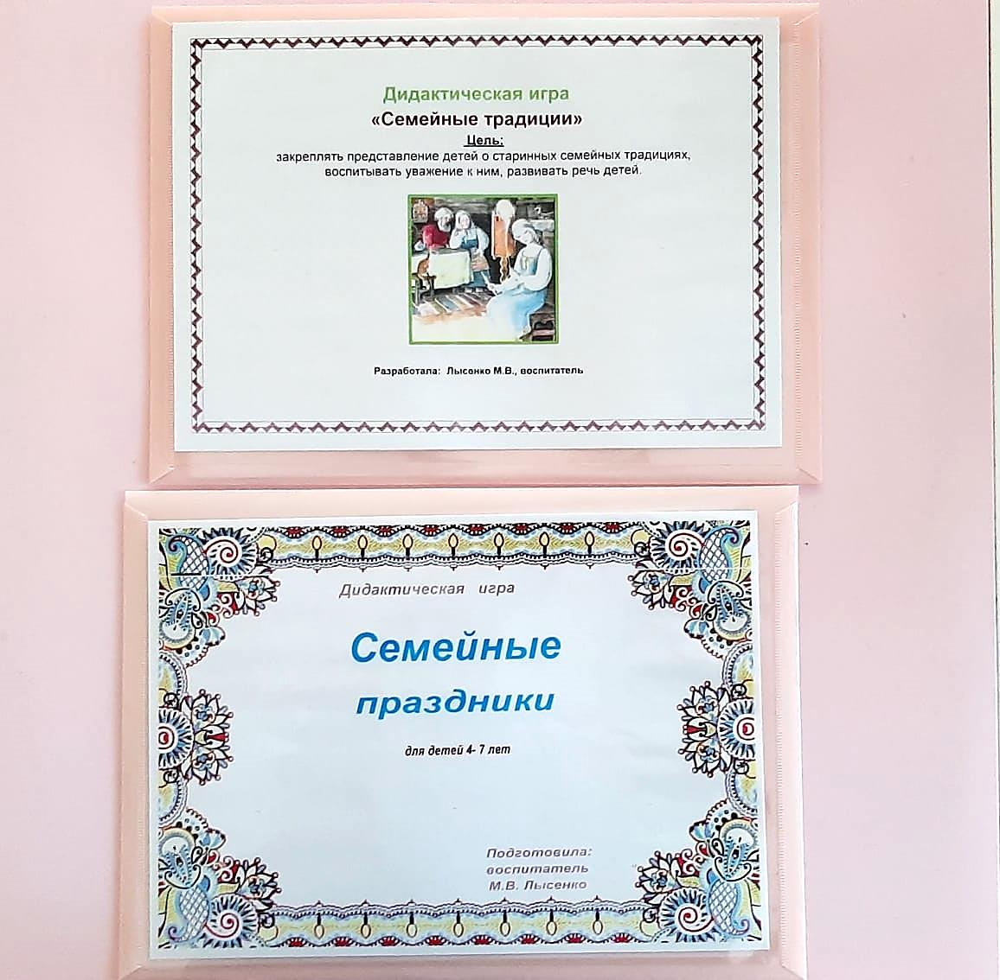 Дидактическая игра
«Семейные традиции»
Цель:
закреплять представление детей о старинных семейных традициях,
воспитывать уважение к ним, развивать речь детей.
Разработала: Лысенко М.В., воспитатель
Дидактическая игра
Семейные
праздники
для детей 4- 7 лет
Подготовила:
воспитатель
М.В. Лысенко